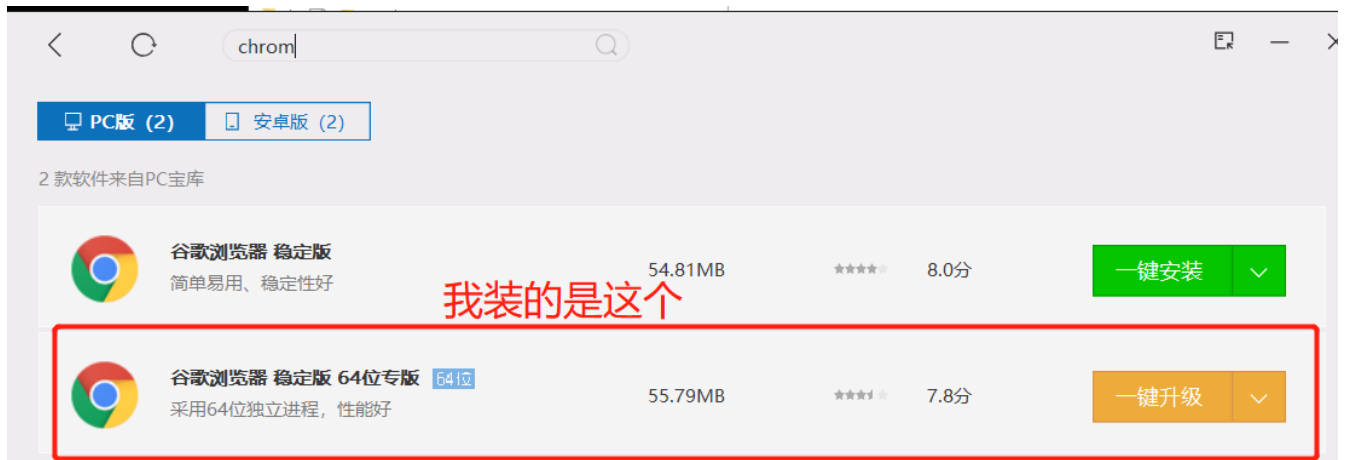 chrom
PC版 (2)
安卓版 (2)
2 款软件来自PC宝库
谷歌浏览器 稳定版
简单易用、稳定性好
54.81MB
8.0分
一键安装
我装的是这个
谷歌浏览器 稳定版 64位专版 64位
采用64位独立进程，性能好
55.79MB
7.8分
一键升级